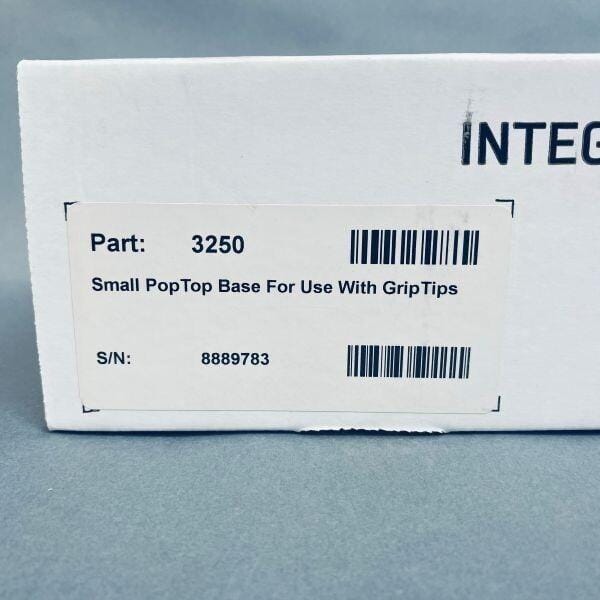 INTEG
Part: 3250
Small PopTop Base For Use With GripTips
S/N: 8889783